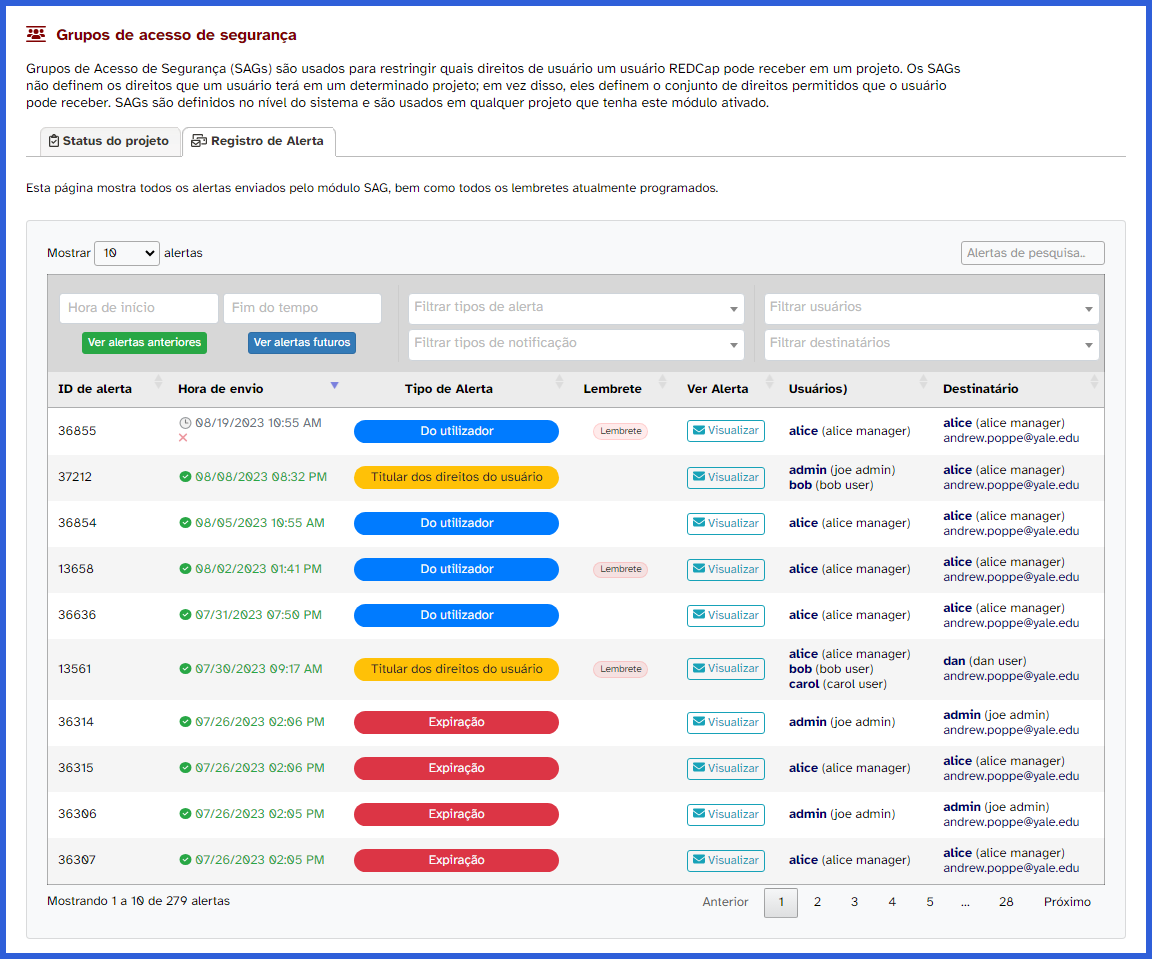 Grupos de acesso de segurança
Grupos de Acesso de Segurança (SAGs) são usados para restringir quais direitos de usuário um usuário REDCap pode receber em um projeto. Os SAGs
não definem os direitos que um usuário terá em um determinado projeto; em vez disso, eles definem o conjunto de direitos permitidos que o usuário
pode receber. SAGs são definidos no nível do sistema e são usados em qualquer projeto que tenha este módulo ativado.
Status do projeto Registro de Alerta
Esta página mostra todos os alertas enviados pelo módulo SAG, bem como todos os lembretes atualmente programados.
Mostrar 10 alertas Alertas de pesquisa..
Hora de início Fim do tempo Filtrar tipos de alerta Filtrar usuários
Ver alertas anteriores Ver alertas futuros Filtrar tipos de notificação Filtrar destinatários
ID de alerta Hora de envio Tipo de Alerta Lembrete Ver Alerta Usuários) Destinatário
36855 08/19/2023 10:55 AM Do utilizador Lembrete Visualizar alice (alice manager) alice (alice manager)
andrew.poppe@yale.edu
37212 08/08/2023 08:32 PM Titular dos direitos do usuário Visualizar admin (joe admin) alice (alice manager)
bob (bob user) andrew.poppe@yale.edu
36854 08/05/2023 10:55 AM Do utilizador Visualizar alice (alice manager) alice (alice manager)
andrew.poppe@yale.edu
13658 08/02/2023 01:41 PM Do utilizador Lembrete Visualizar alice (alice manager) alice (alice manager)
andrew.poppe@yale.edu
36636 07/31/2023 07:50 PM Do utilizador Visualizar alice (alice manager) alice (alice manager)
andrew.poppe@yale.edu
13561 07/30/2023 09:17 AM Titular dos direitos do usuário Lembrete Visualizar alice (alice manager) dan (dan user)
bob (bob user) andrew.poppe@yale.edu
carol (carol user)
36314 07/26/2023 02:06 PM Expiração Visualizar admin (joe admin) admin (joe admin)
andrew.poppe@yale.edu
36315 07/26/2023 02:06 PM Expiração Visualizar alice (alice manager) alice (alice manager)
andrew.poppe@yale.edu
36306 07/26/2023 02:05 PM Expiração Visualizar admin (joe admin) admin (joe admin)
andrew.poppe@yale.edu
36307 07/26/2023 02:05 PM Expiração Visualizar alice (alice manager) alice (alice manager)
andrew.poppe@yale.edu
Mostrando 1 a 10 de 279 alertas Anterior 1 2 3 4 5 ... 28 Próximo